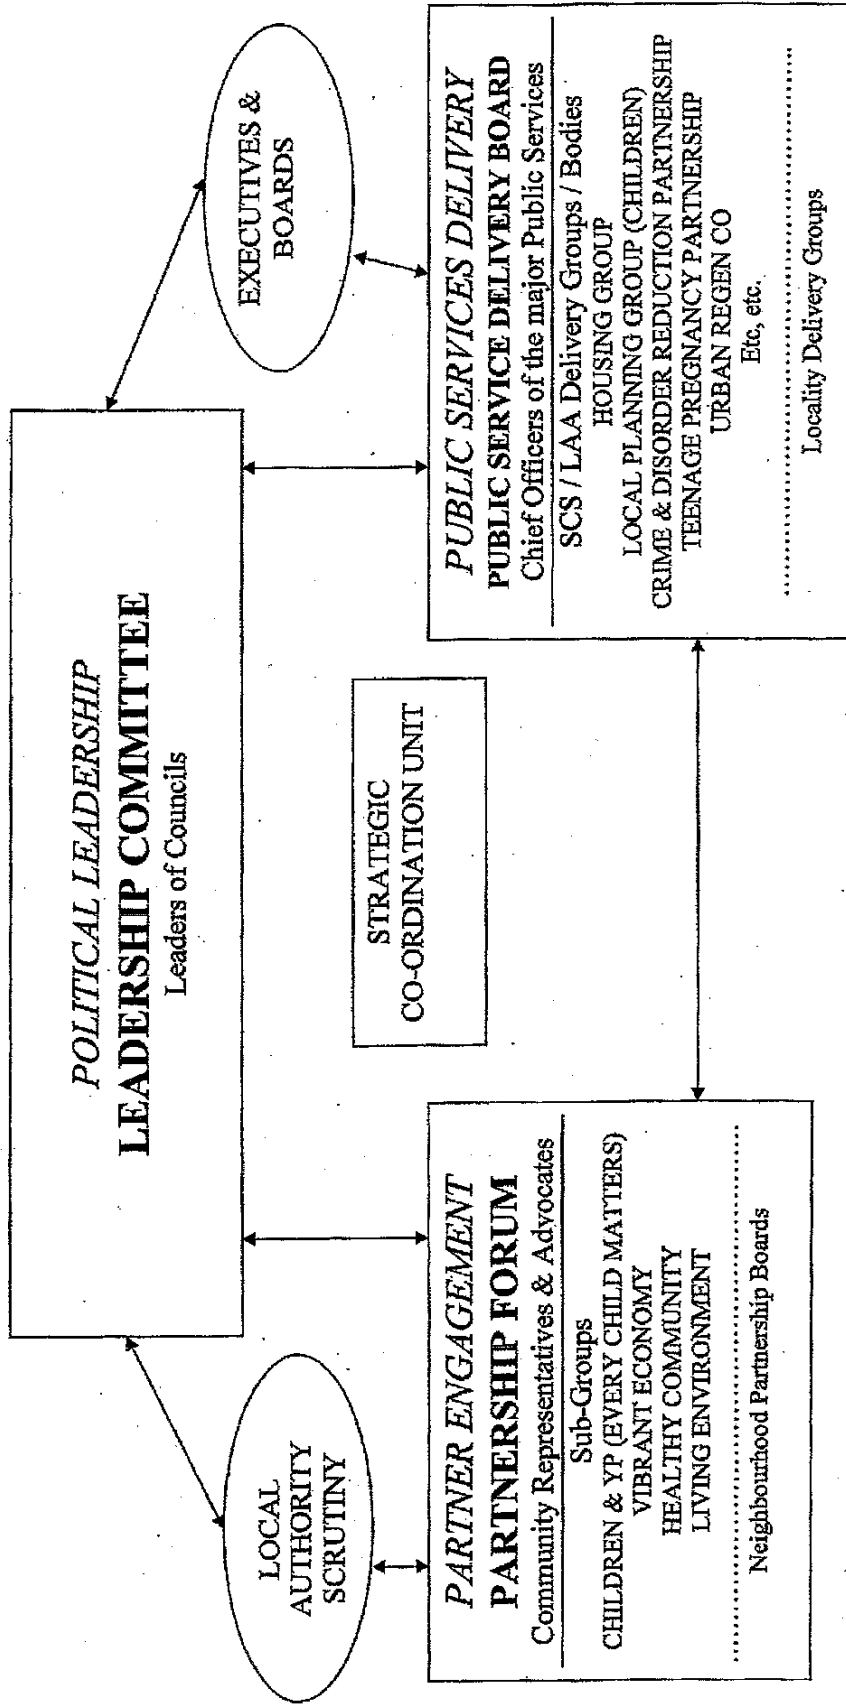 POLITICAL LEADERSHIP
LEADERSHIP COMMITTEE
Leaders of Councils
LOCAL
AUTHORITY
SCRUTINY
EXECUTIVES &
BOARDS
STRATEGIC
CO-ORDINATION UNIT
PARTNER ENGAGEMENT
PARTNERSHIP FORUM
Community Representatives & Advocates
Sub-Groups
CHILDREN & YP (EVERY CHILD MATTERS)
VIBRANT ECONOMY
HEALTHY COMMUNITY
LIVING ENVIRONMENT
Neighbourhood Partnership Boards
PUBLIC SERVICES DELIVERY
PUBLIC SERVICE DELIVERY BOARD
Chief Officers of the major Public Services
SCS / LAA Delivery Groups / Bodies
HOUSING GROUP
LOCAL PLANNING GROUP (CHILDREN)
CRIME & DISORDER REDUCTION PARTNERSHIP
TEENAGE PREGNANCY PARTNERSHIP
URBAN REGEN CO
Etc, etc.
Locality Delivery Groups